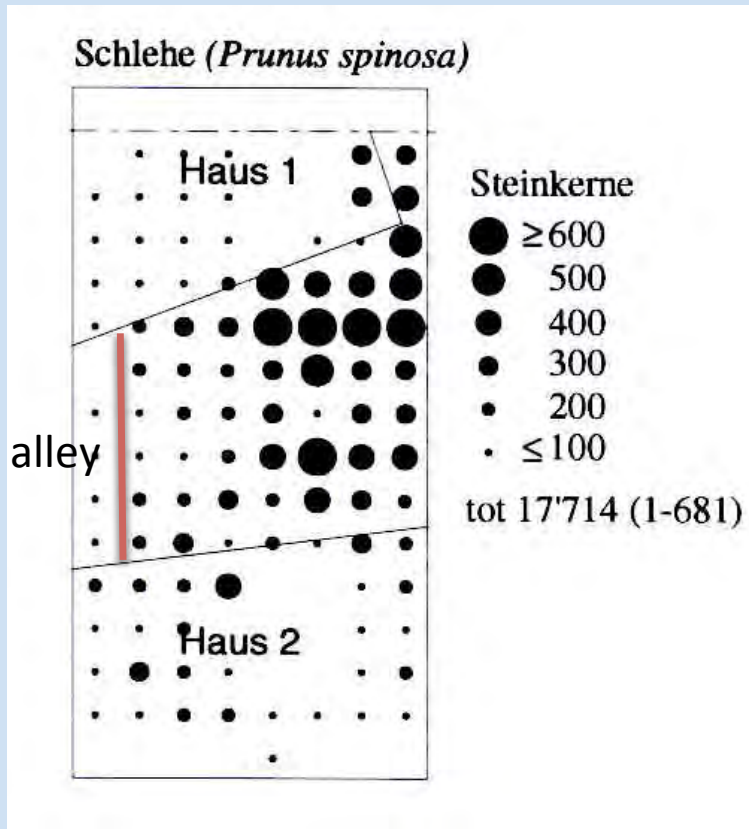 Schlehe (Prunus spinosa)
Haus 1
Steinkerne
≥600
500
400
300
200
≤100
tot 17'714 (1-681)
alley
Haus 2